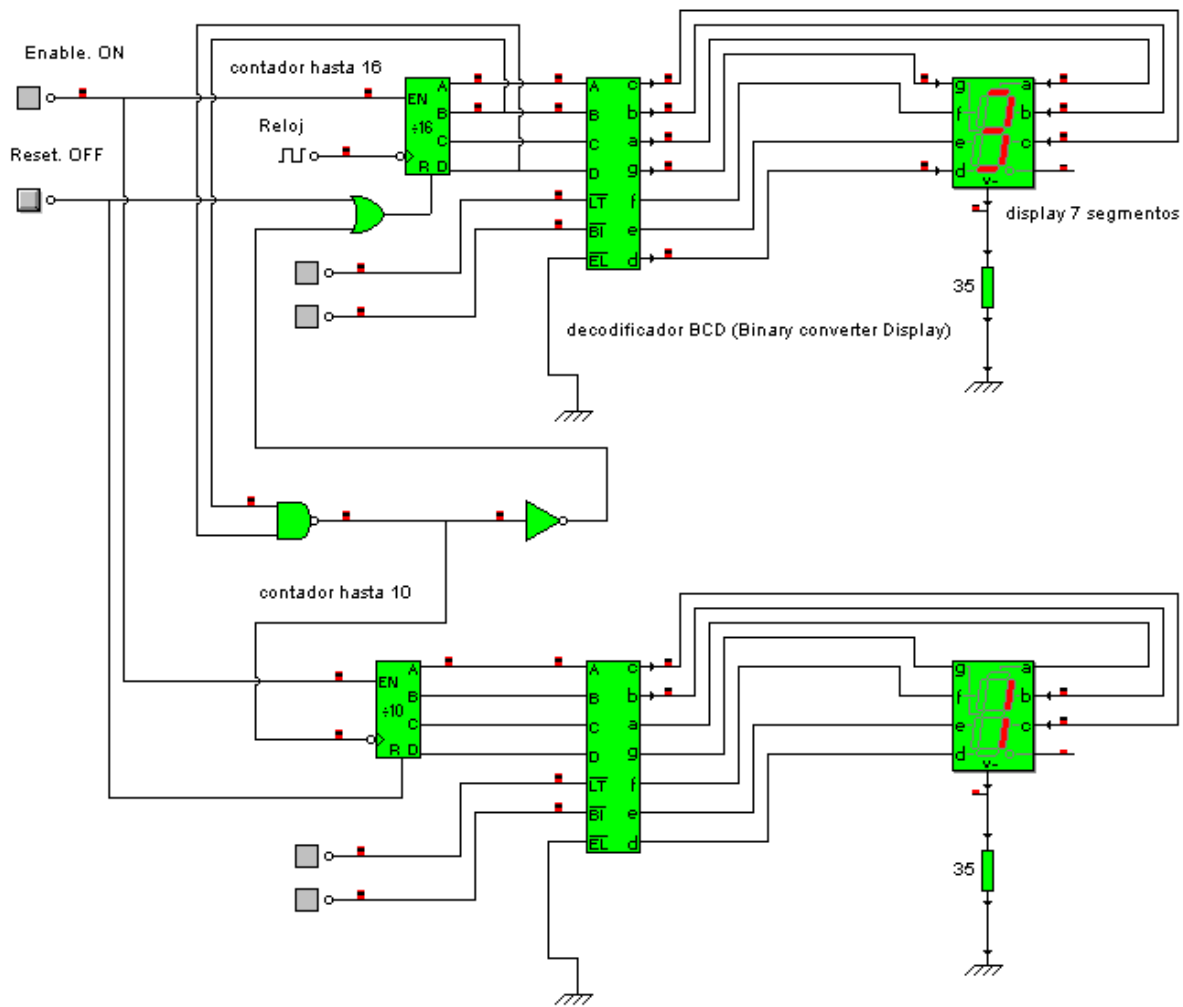 Enable. ON
contador hasta 16
Reloj
Reset. OFF
EN
÷16
A
B
C
R D
A
B
C
D
LT
BI
EL
c
b
a
g
f
e
d
g
f
e
d
a
b
c
v-
display 7 segmentos
35
decodificador BCD (Binary converter Display)
contador hasta 10
EN
÷10
A
B
C
R D
A
B
C
D
LT
BI
EL
c
b
a
g
f
e
d
g
f
e
d
a
b
c
v-
35